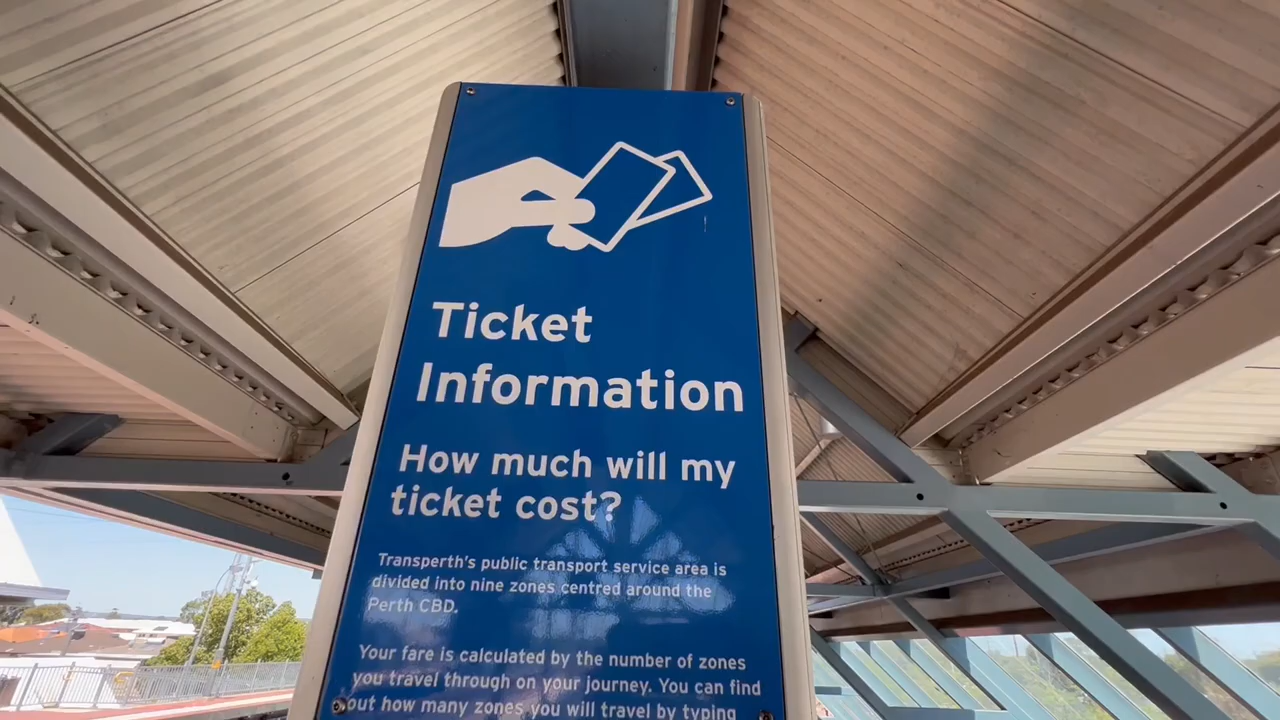 Ticket
Information
How much will my
ticket cost?
Transperth's public transport service area is
divided into nine zones centred around the
Perth CBD.
Your fare is calculated by the number of zones
you travel through on your journey. You can find
out how many zones you will travel by typing